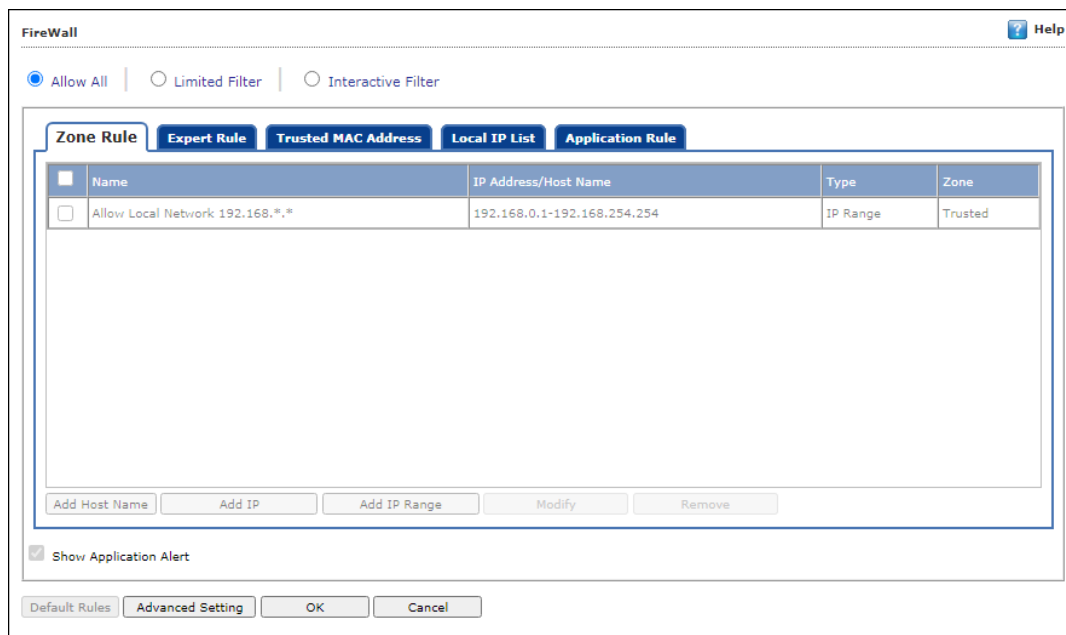 FireWall
? Help
Allow All Limited Filter Interactive Filter
Zone Rule Expert Rule Trusted MAC Address Local IP List Application Rule
Name IP Address/Host Name Type Zone
Allow Local Network 192.168.*.* 192.168.0.1-192.168.254.254 IP Range Trusted
Add Host Name Add IP Add IP Range Modify Remove
Show Application Alert
Default Rules Advanced Setting OK Cancel